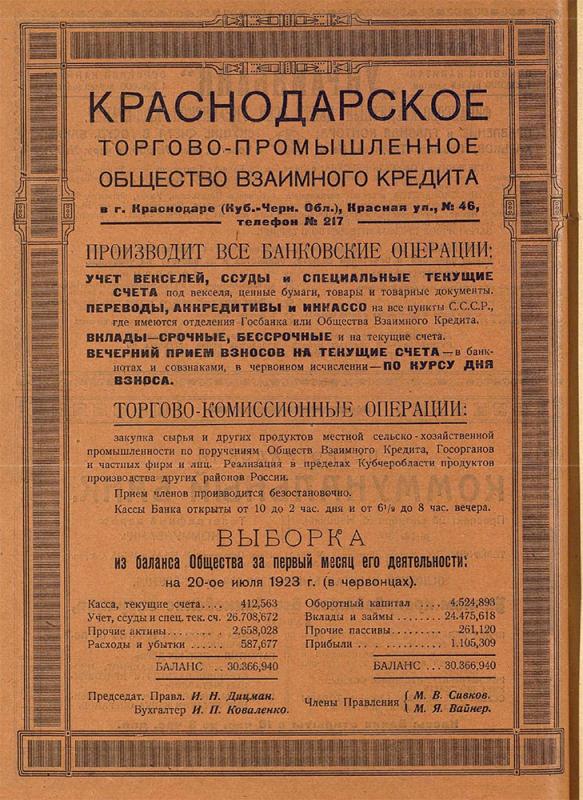 КРАСНОДАРСКОЕ
ТОРГОВО-ПРОМЫШЛЕННОЕ
ОБЩЕСТВО ВЗАИМНОГО КРЕДИТА
в г. Краснодаре (Куб.-Черн. Обл.), Красная ул., № 46,
телефон № 217
ПРОИЗВОДИТ ВСЕ БАНКОВСКИЕ ОПЕРАЦИИ:
УЧЕТ ВЕКСЕЛЕЙ, ССУДЫ и СПЕЦИАЛЬНЫЕ ТЕКУЩИЕ
СЧЕТА под векселя, ценные бумаги, товары и товарные документы.
ПЕРЕВОДЫ, АККРЕДИТИВЫ и ИНКАССО на все пункты С.С.С.Р.,
где имеются отделения Госбанка или Общества Взаимного Кредита.
ВКЛАДЫ—СРОЧНЫЕ, БЕССРОЧНЫЕ и на текущие счета.
ВЕЧЕРНИЙ ПРИЕМ ВЗНОСОВ НА ТЕКУЩИЕ СЧЕТА—в банк-
нотах и совзнаками, в червонном исчислении—ПО КУРСУ ДНЯ
ВЗНОСА.
ТОРГОВО-КОМИССИОННЫЕ ОПЕРАЦИИ:
закупка сырья и других продуктов местной сельско-хозяйственной
промышленности по поручениям Обществ Взаимного Кредита, Госорганов
и частных фирм и лиц. Реализация в пределах Кубчеробласти продуктов
производства других районов России.
Прием членов производится безостановочно.
Кассы Банка открыты от 10 до 2 час. дня и от 6½ до 8 час. вечера.
ВЫБОРКА
из баланса Общества за первый месяц его деятельности:
на 20-ое июля 1923 г. (в червонцах).
Касса, текущие счета.... 412,563
Учет, ссуды и спец. тек. сч. 26.708,672
Прочие активы...... 2,658,028
Расходы и убытки ..... 587,677
БАЛАНС .. 30.366,940
Оборотный капитал .... 4.524,893
Вклады и займы ..... 24.475,618
Прочие пассивы ..... 261,120
Прибыли .. ........ 1.105,309
БАЛАНС ... 30.366,940
Председат. Правл. И. Н. Дицман.
Бухгалтер И. П. Коваленко.
Члены Правления { М. В. Сивков.
М. Я. Вайнер.